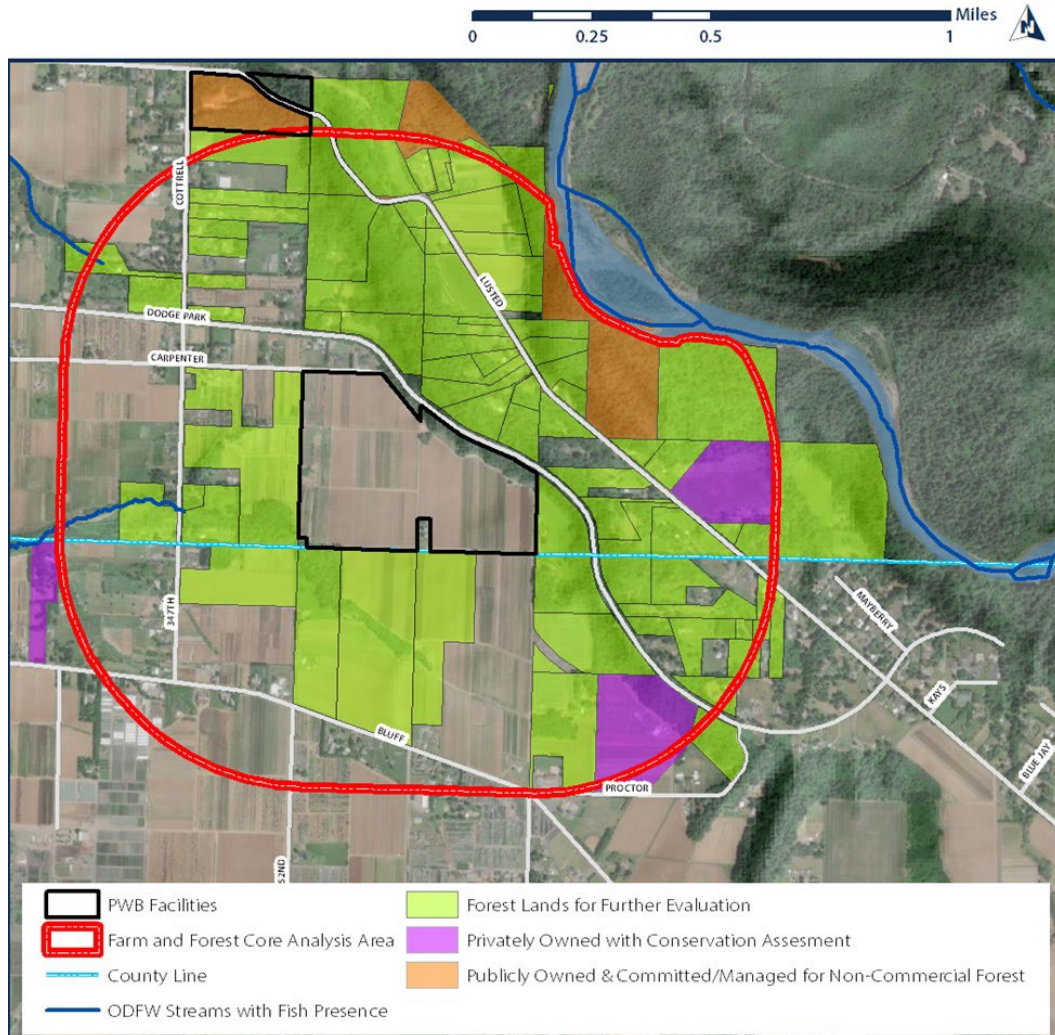 Miles
0 0.25 0.5 1
N
COTTRELL
LUSTED
DODGE PARK
CARPENTER
347TH
MAYBERRY
KAYS
BLUE JAY
BLUFF
PROCTOR
52ND
PWB Facilities
Farm and Forest Core Analysis Area
County Line
ODFW Streams with Fish Presence
Forest Lands for Further Evaluation
Privately Owned with Conservation Assesment
Publicly Owned & Committed/Managed for Non-Commercial Forest